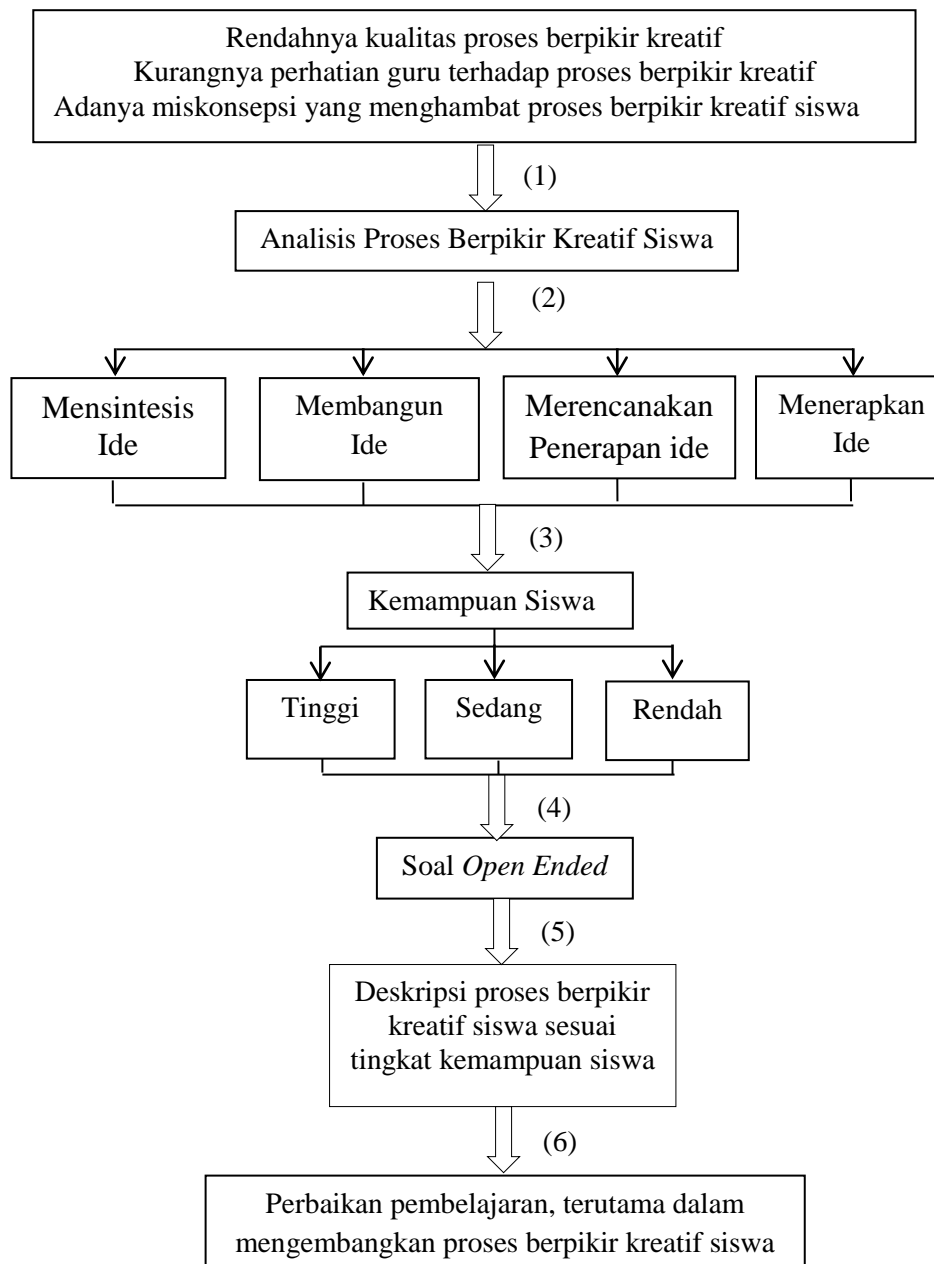 Rendahnya kualitas proses berpikir kreatif
Kurangnya perhatian guru terhadap proses berpikir kreatif
Adanya miskonsepsi yang menghambat proses berpikir kreatif siswa
(1)
Analisis Proses Berpikir Kreatif Siswa
(2)
Mensintesis
Ide
Membangun
Ide
Merencanakan
Penerapan ide
Menerapkan
Ide
(3)
Kemampuan Siswa
Tinggi
Sedang
Rendah
(4)
Soal Open Ended
(5)
Deskripsi proses berpikir
kreatif siswa sesuai
tingkat kemampuan siswa
(6)
Perbaikan pembelajaran, terutama dalam
mengembangkan proses berpikir kreatif siswa